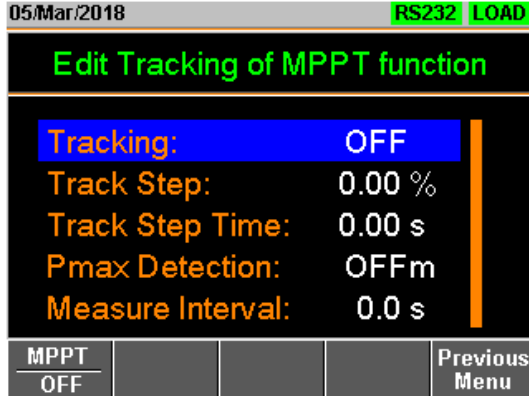 05/Mar/2018 RS232 LOAD
Edit Tracking of MPPT function
Tracking: OFF
Track Step: 0.00 %
Track Step Time: 0.00 s
Pmax Detection: OFFm
Measure Interval: 0.0 s
MPPT Previous
OFF Menu